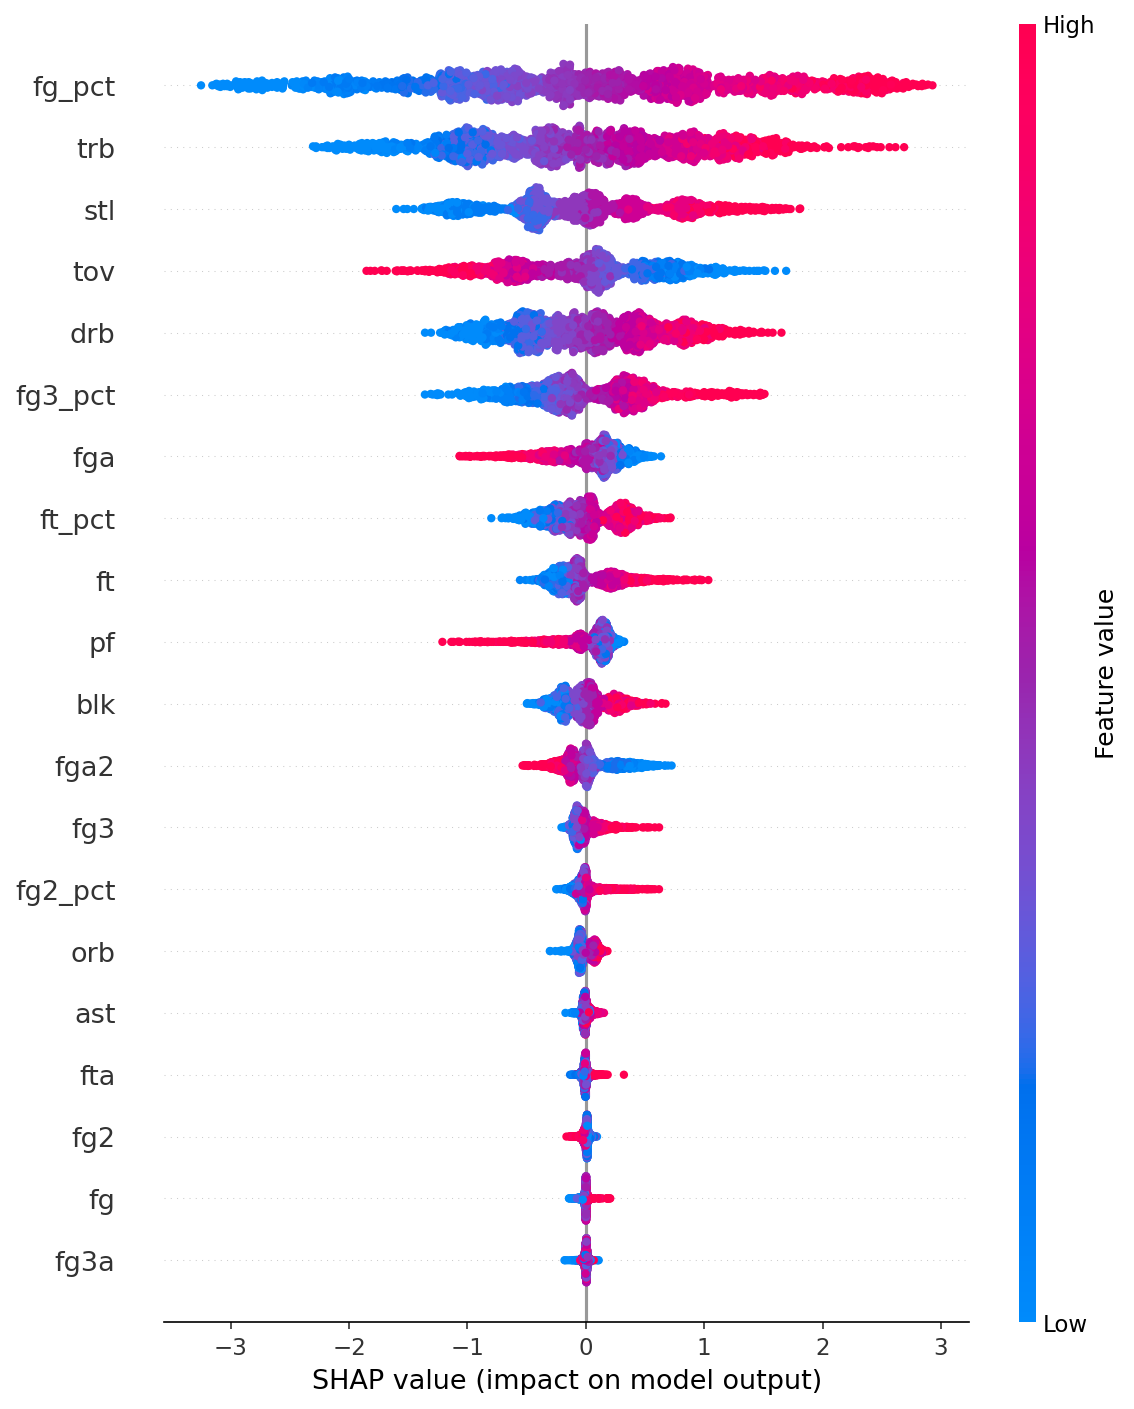 High
fg_pct
trb
stl
tov
drb
fg3_pct
fga
ft_pct
ft
pf
blk
fga2
fg3
fg2_pct
orb
ast
fta
fg2
fg
fg3a
Feature value
Low
−3 −2 −1 0 1 2 3
SHAP value (impact on model output)